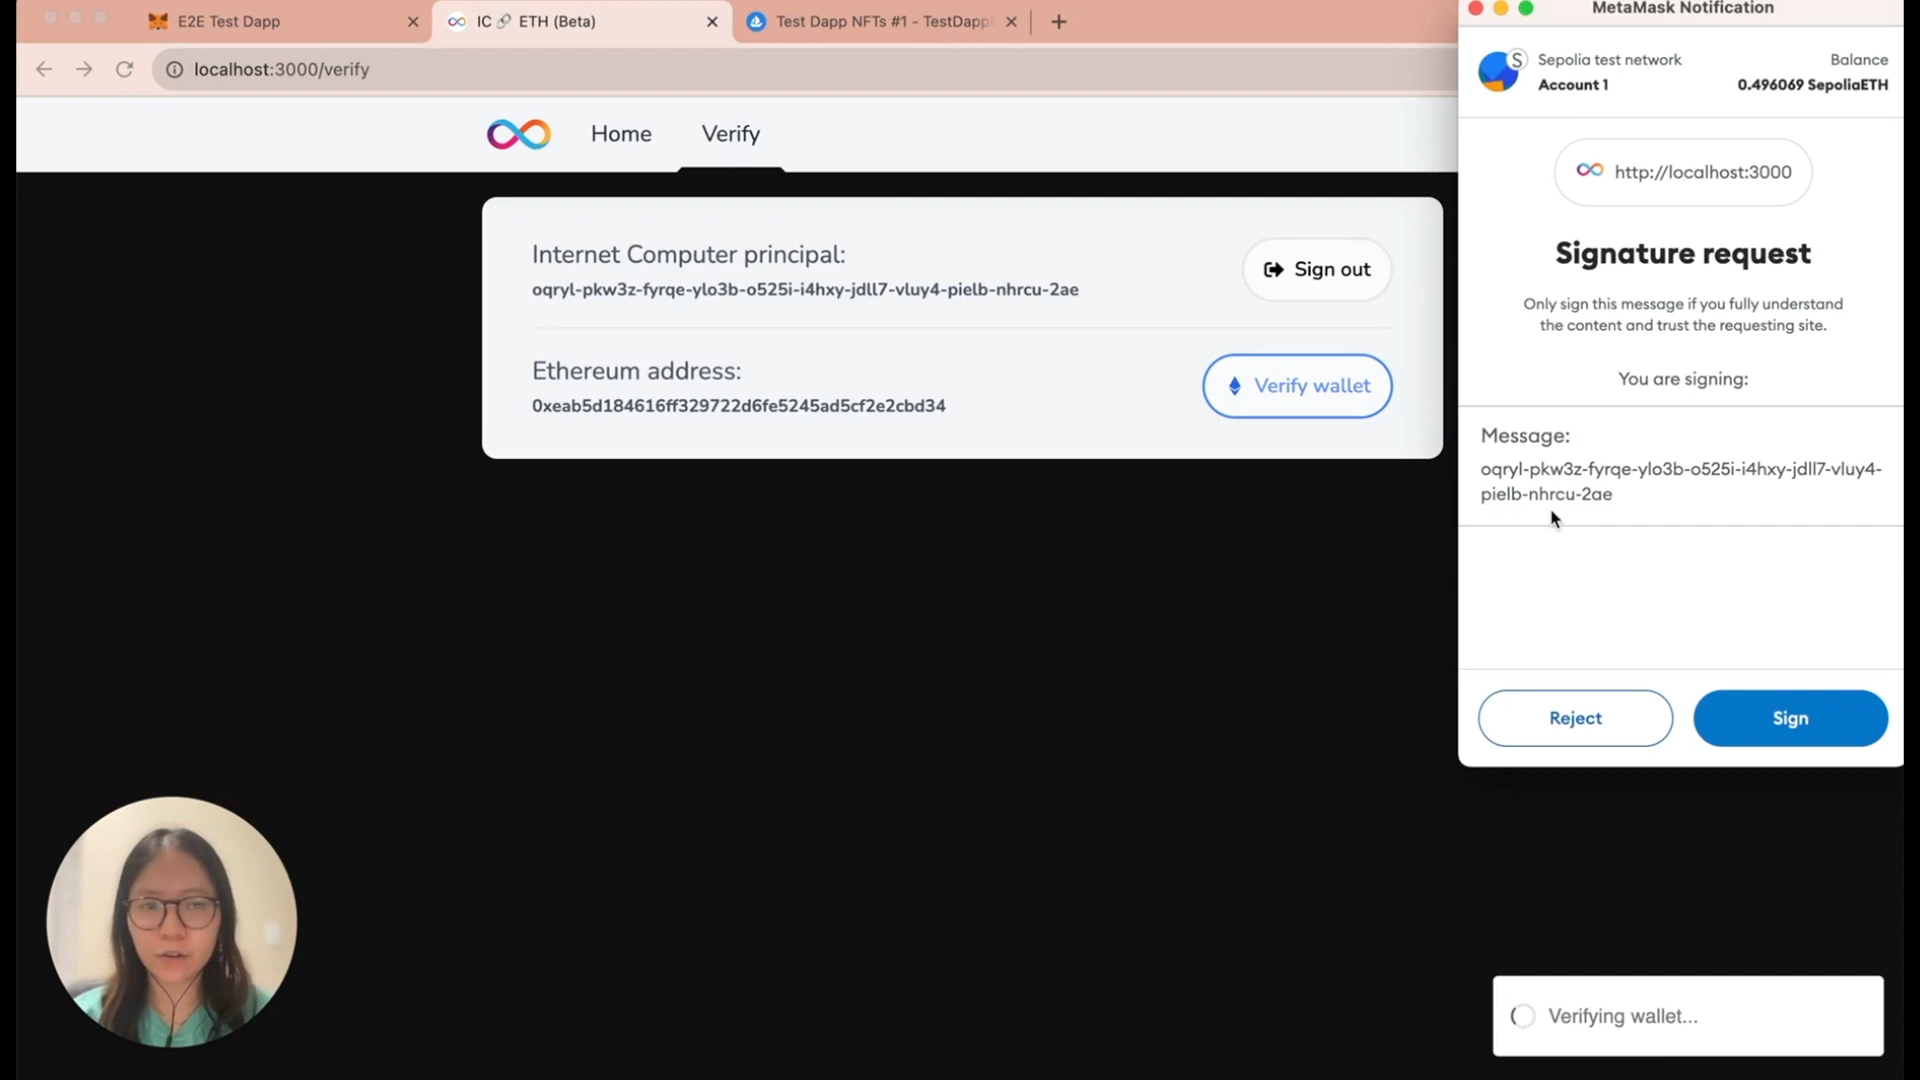 E2E Test Dapp
IC 🔗 ETH (Beta)
Test Dapp NFTs #1 - TestDapp
localhost:3000/verify
Home
Verify
Internet Computer principal:
oqryl-pkw3z-fyrqe-ylo3b-o525i-i4hxy-jdll7-vluy4-pielb-nhrcu-2ae
Sign out
Ethereum address:
0xeab5d184616ff329722d6fe5245ad5cf2e2cbd34
Verify wallet
MetaMask Notification
S
Sepolia test network
Balance
Account 1
0.496069 SepoliaETH
http://localhost:3000
Signature request
Only sign this message if you fully understand
the content and trust the requesting site.
You are signing:
Message:
oqryl-pkw3z-fyrqe-ylo3b-o525i-i4hxy-jdll7-vluy4-
pielb-nhrcu-2ae
Reject
Sign
Verifying wallet...